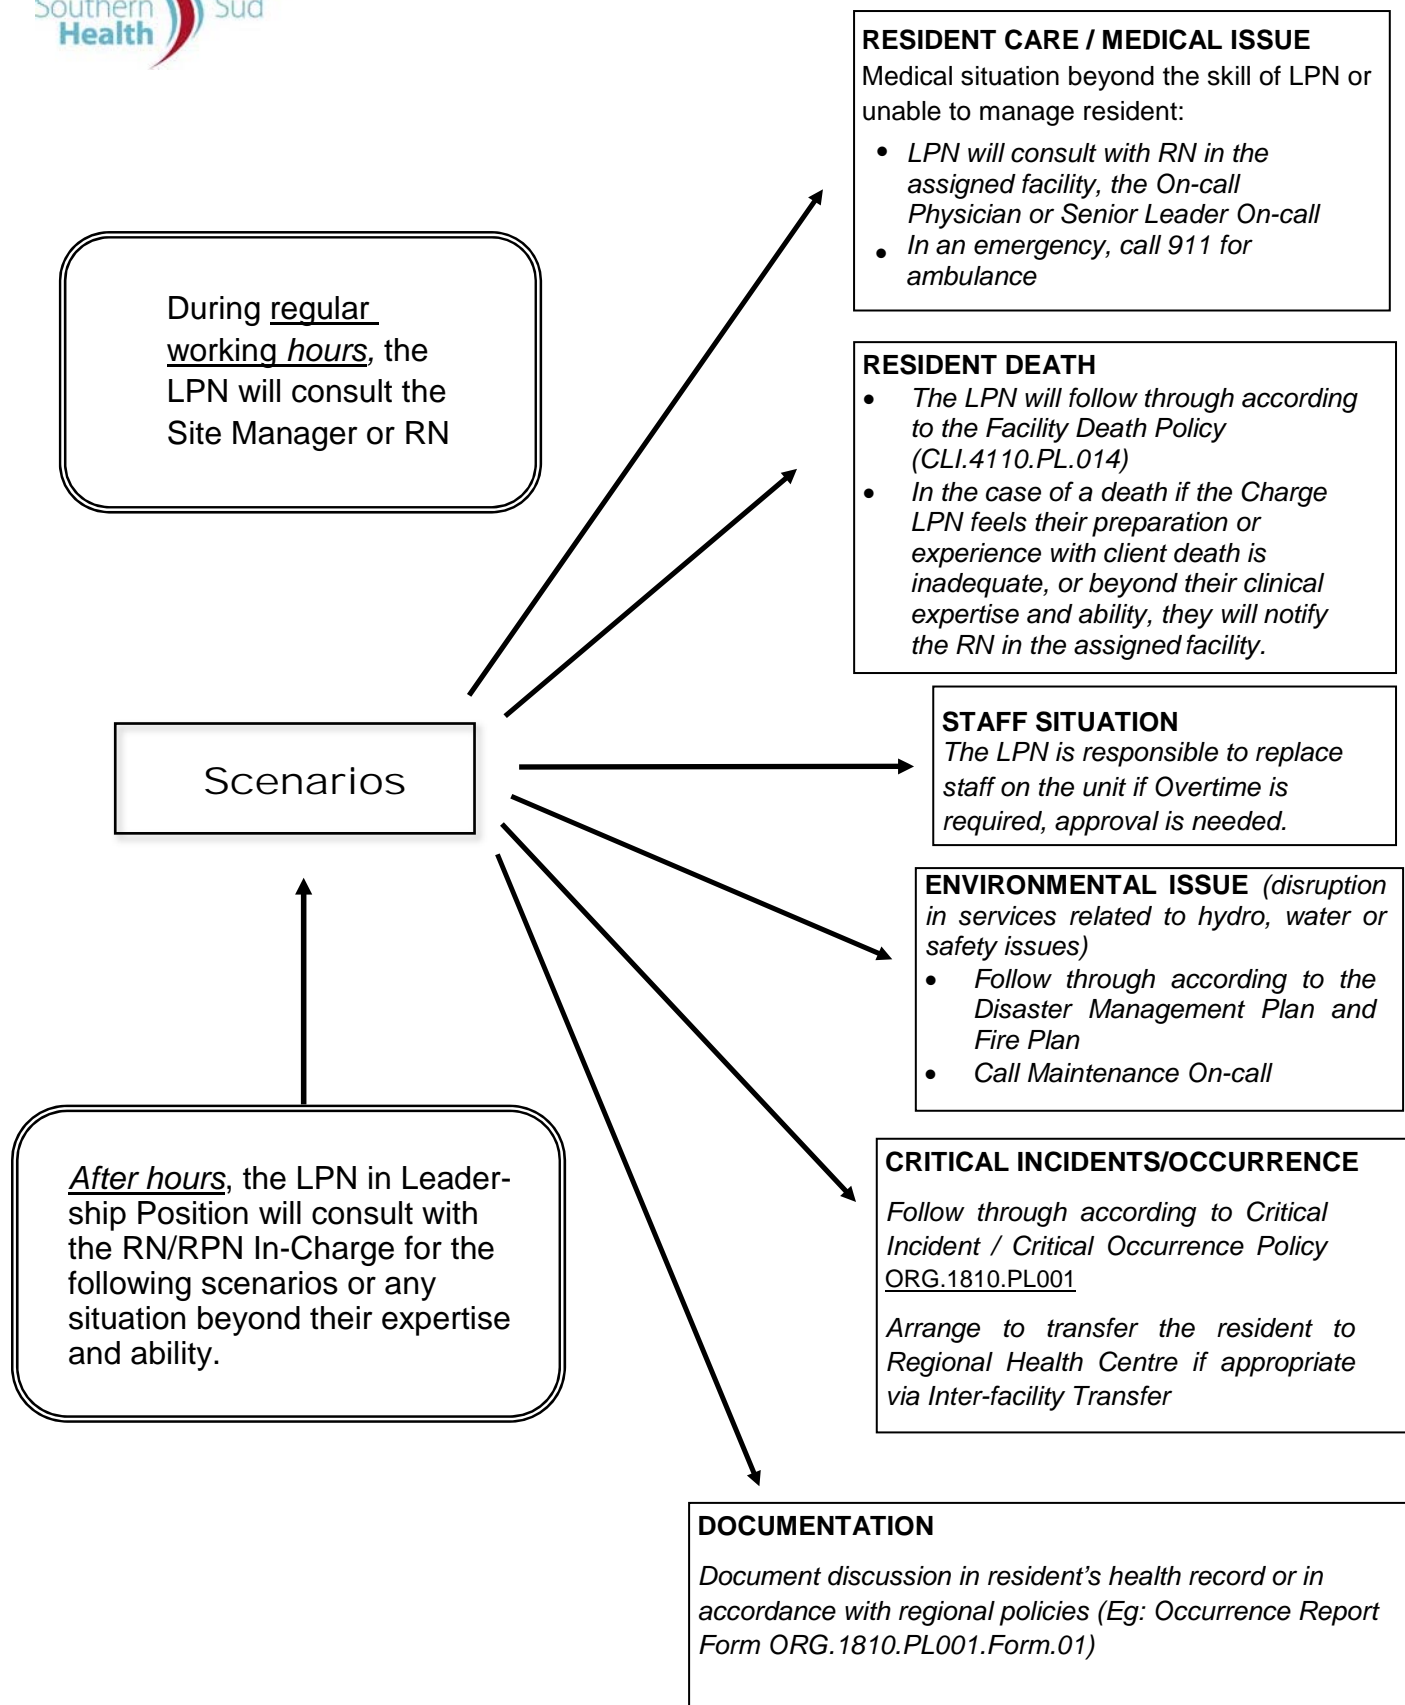 Southern Sud
Health
RESIDENT CARE / MEDICAL ISSUE
Medical situation beyond the skill of LPN or
unable to manage resident:
• LPN will consult with RN in the
assigned facility, the On-call
Physician or Senior Leader On-call
• In an emergency, call 911 for
ambulance
During regular
working hours, the
LPN will consult the
Site Manager or RN
RESIDENT DEATH
• The LPN will follow through according
to the Facility Death Policy
(CLI.4110.PL.014)
• In the case of a death if the Charge
LPN feels their preparation or
experience with client death is
inadequate, or beyond their clinical
expertise and ability, they will notify
the RN in the assigned facility.
Scenarios
STAFF SITUATION
The LPN is responsible to replace
staff on the unit if Overtime is
required, approval is needed.
ENVIRONMENTAL ISSUE (disruption
in services related to hydro, water or
safety issues)
• Follow through according to the
Disaster Management Plan and
Fire Plan
• Call Maintenance On-call
After hours, the LPN in Leader-
ship Position will consult with
the RN/RPN In-Charge for the
following scenarios or any
situation beyond their expertise
and ability.
CRITICAL INCIDENTS/OCCURRENCE
Follow through according to Critical
Incident / Critical Occurrence Policy
ORG.1810.PL001
Arrange to transfer the resident to
Regional Health Centre if appropriate
via Inter-facility Transfer
DOCUMENTATION
Document discussion in resident’s health record or in
accordance with regional policies (Eg: Occurrence Report
Form ORG.1810.PL001.Form.01)